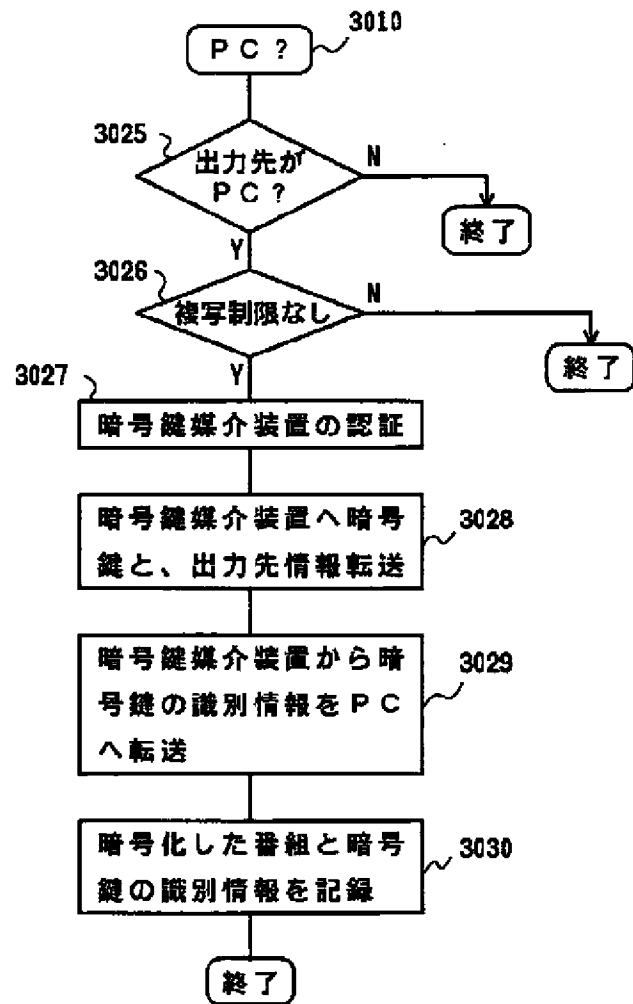 3010
PC?
3025
出力先が
PC?
N
終了
Y
3026
複写制限なし
N
終了
Y
3027
暗号鍵媒介装置の認証
暗号鍵媒介装置へ暗号
鍵と、出力先情報転送
3028
暗号鍵媒介装置から暗
号鍵の識別情報をPC
へ転送
3029
暗号化した番組と暗号
鍵の識別情報を記録
3030
終了